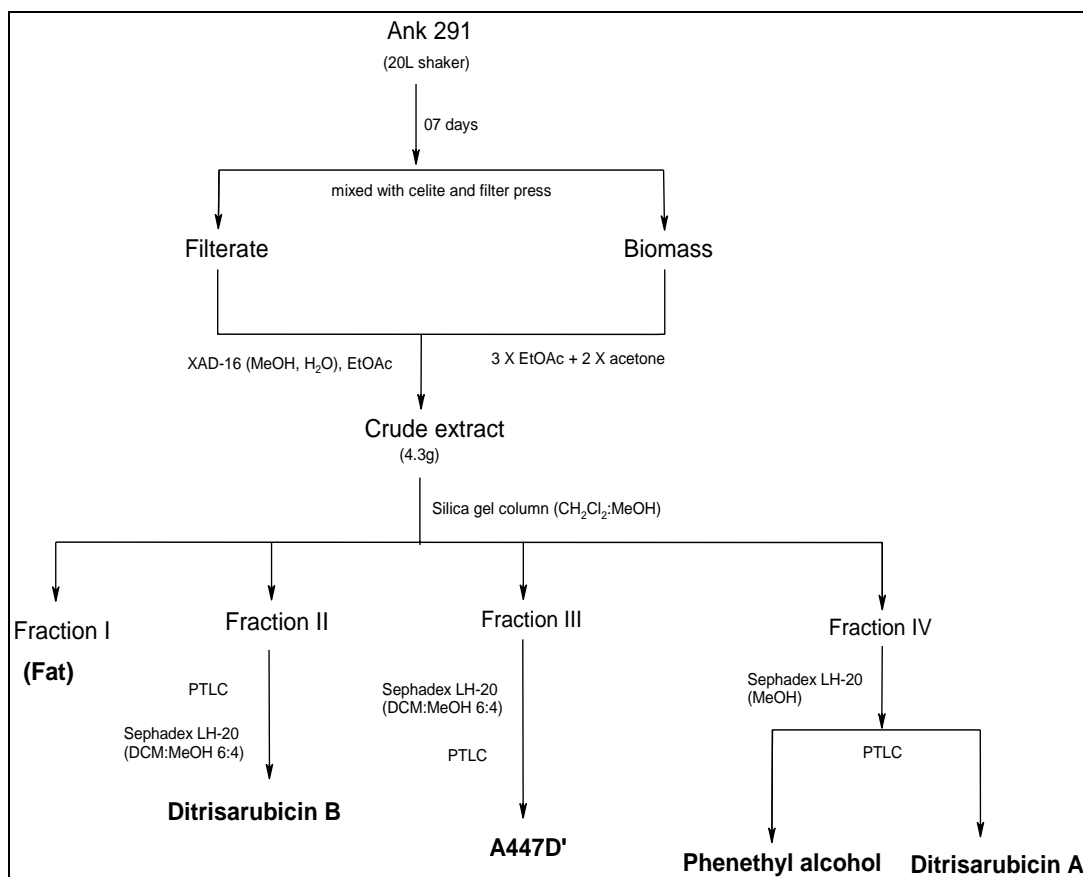 Ank 291
(20L shaker)
07 days
mixed with celite and filter press
Filterate
Biomass
XAD-16 (MeOH, H₂O), EtOAc
3 X EtOAc + 2 X acetone
Crude extract
(4.3g)
Silica gel column (CH₂Cl₂:MeOH)
Fraction I
(Fat)
Fraction II
PTLC
Sephadex LH-20
(DCM:MeOH 6:4)
Ditrisarubicin B
Fraction III
Sephadex LH-20
(DCM:MeOH 6:4)
PTLC
A447D'
Fraction IV
Sephadex LH-20
(MeOH)
PTLC
Phenethyl alcohol
Ditrisarubicin A